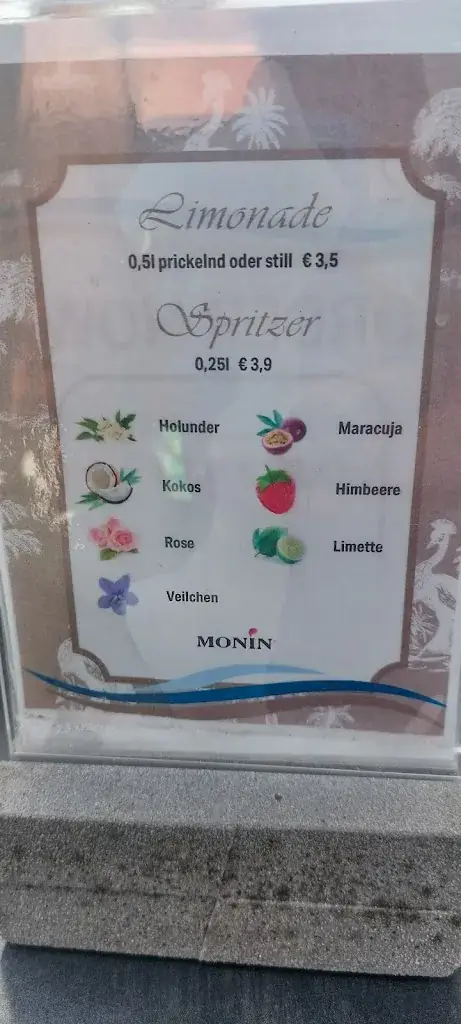 Limonade
0,5l prickelnd oder still € 3,5
Spritzer
0,25l € 3,9
Holunder Maracuja
Kokos Himbeere
Rose Limette
Veilchen
MONIN